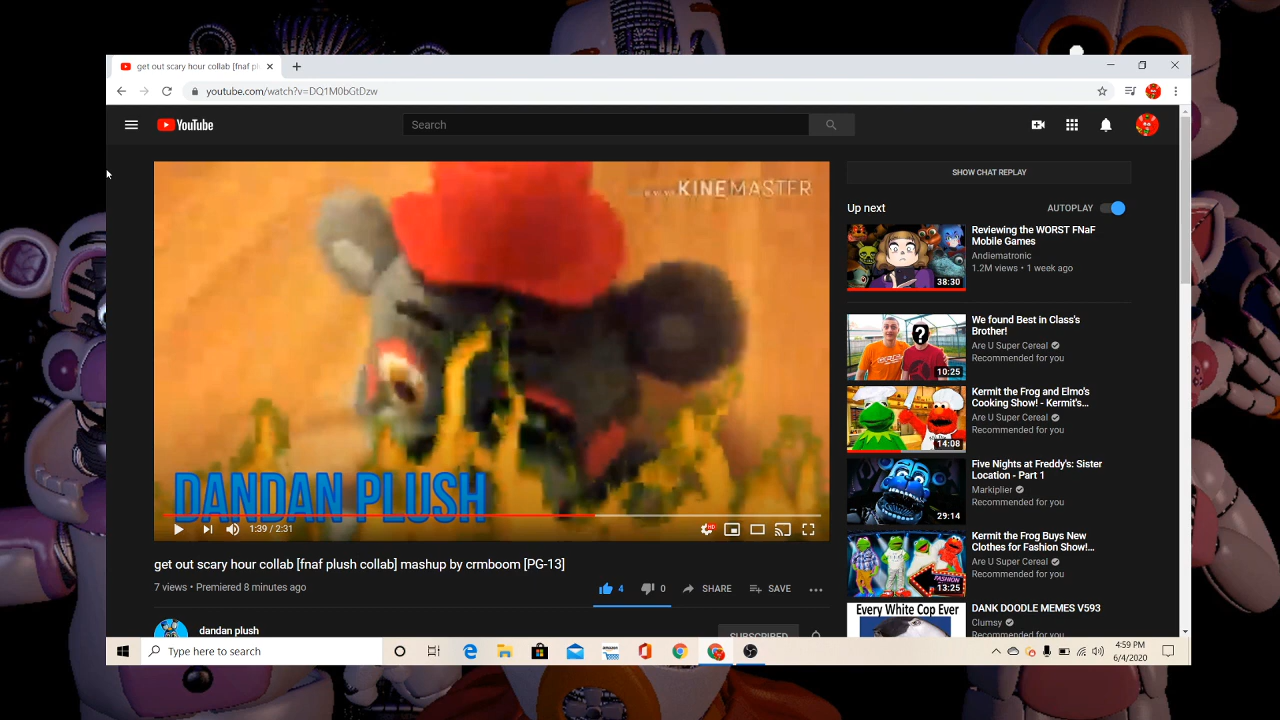 get out scary hour collab [fnaf pl
youtube.com/watch?v=DQ1M0bGtDzw
YouTube
Search
KINEMASTER
DANDAN PLUSH
1:39 / 2:31
HD
get out scary hour collab [fnaf plush collab] mashup by crmboom [PG-13]
7 views • Premiered 8 minutes ago
4
0
SHARE
SAVE
dandan plush
SUBSCRIBED
SHOW CHAT REPLAY
Up next
AUTOPLAY
38:30
Reviewing the WORST FNaF
Mobile Games
Andiematronic
1.2M views • 1 week ago
?
10:25
We found Best in Class's
Brother!
Are U Super Cereal
Recommended for you
14:08
Kermit the Frog and Elmo's
Cooking Show! - Kermit's...
Are U Super Cereal
Recommended for you
29:14
Five Nights at Freddy's: Sister
Location - Part 1
Markiplier
Recommended for you
FASHION
13:25
Kermit the Frog Buys New
Clothes for Fashion Show!...
Are U Super Cereal
Recommended for you
Every White Cop Ever
DANK DOODLE MEMES V593
Clumsy
Recommended for you
Type here to search
amazon
4:59 PM
6/4/2020